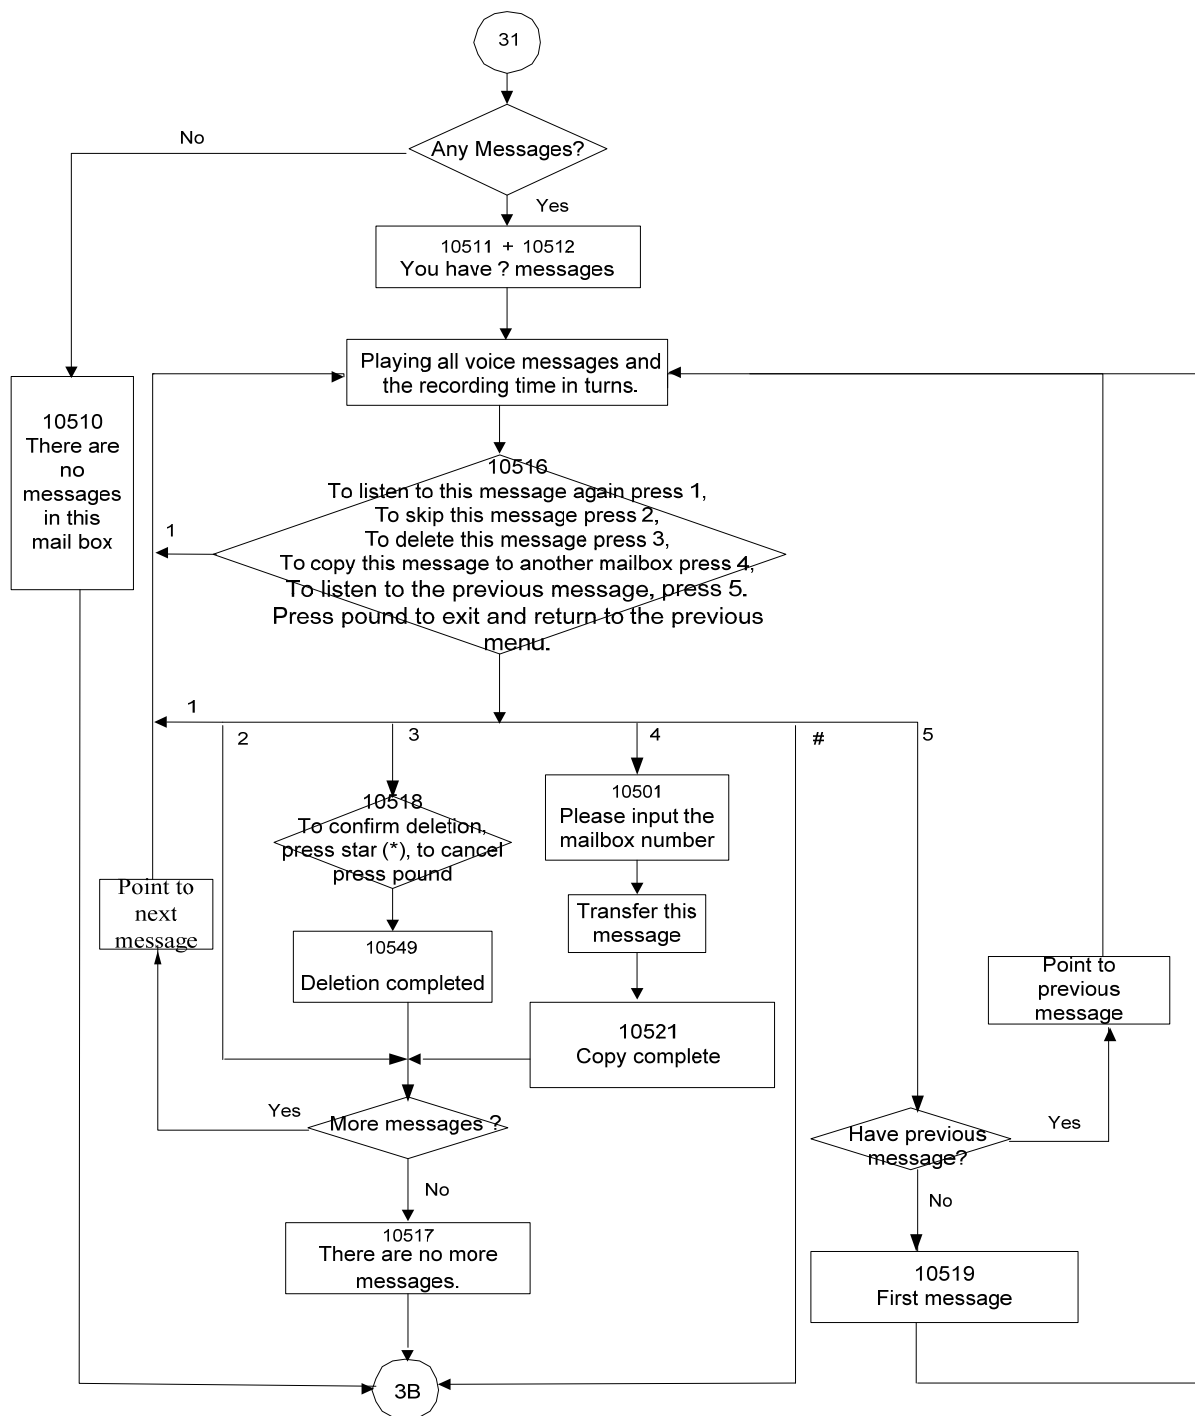 31
No
Any Messages?
Yes
10511 + 10512
You have ? messages
Playing all voice messages and
the recording time in turns.
10510
There are
no
messages
in this
mail box
10516
To listen to this message again press 1,
To skip this message press 2,
To delete this message press 3,
To copy this message to another mailbox press 4,
To listen to the previous message, press 5.
Press pound to exit and return to the previous
menu.
1
1
2
3
4
#
5
10518
To confirm deletion,
press star (*), to cancel
press pound
10501
Please input the
mailbox number
Point to
next
message
Transfer this
message
10549
Deletion completed
Point to
previous
message
10521
Copy complete
Yes
More messages ?
No
Have previous
message?
Yes
No
10517
There are no more
messages.
10519
First message
3B